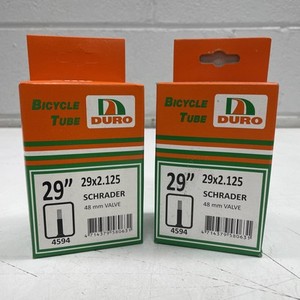 BICYCLE
TUBE
DURO
29”
29x2.125
SCHRADER
48 mm VALVE
4594
BICYCLE
TUBE
DURO
29”
29x2.125
SCHRADER
48 mm VALVE
4594